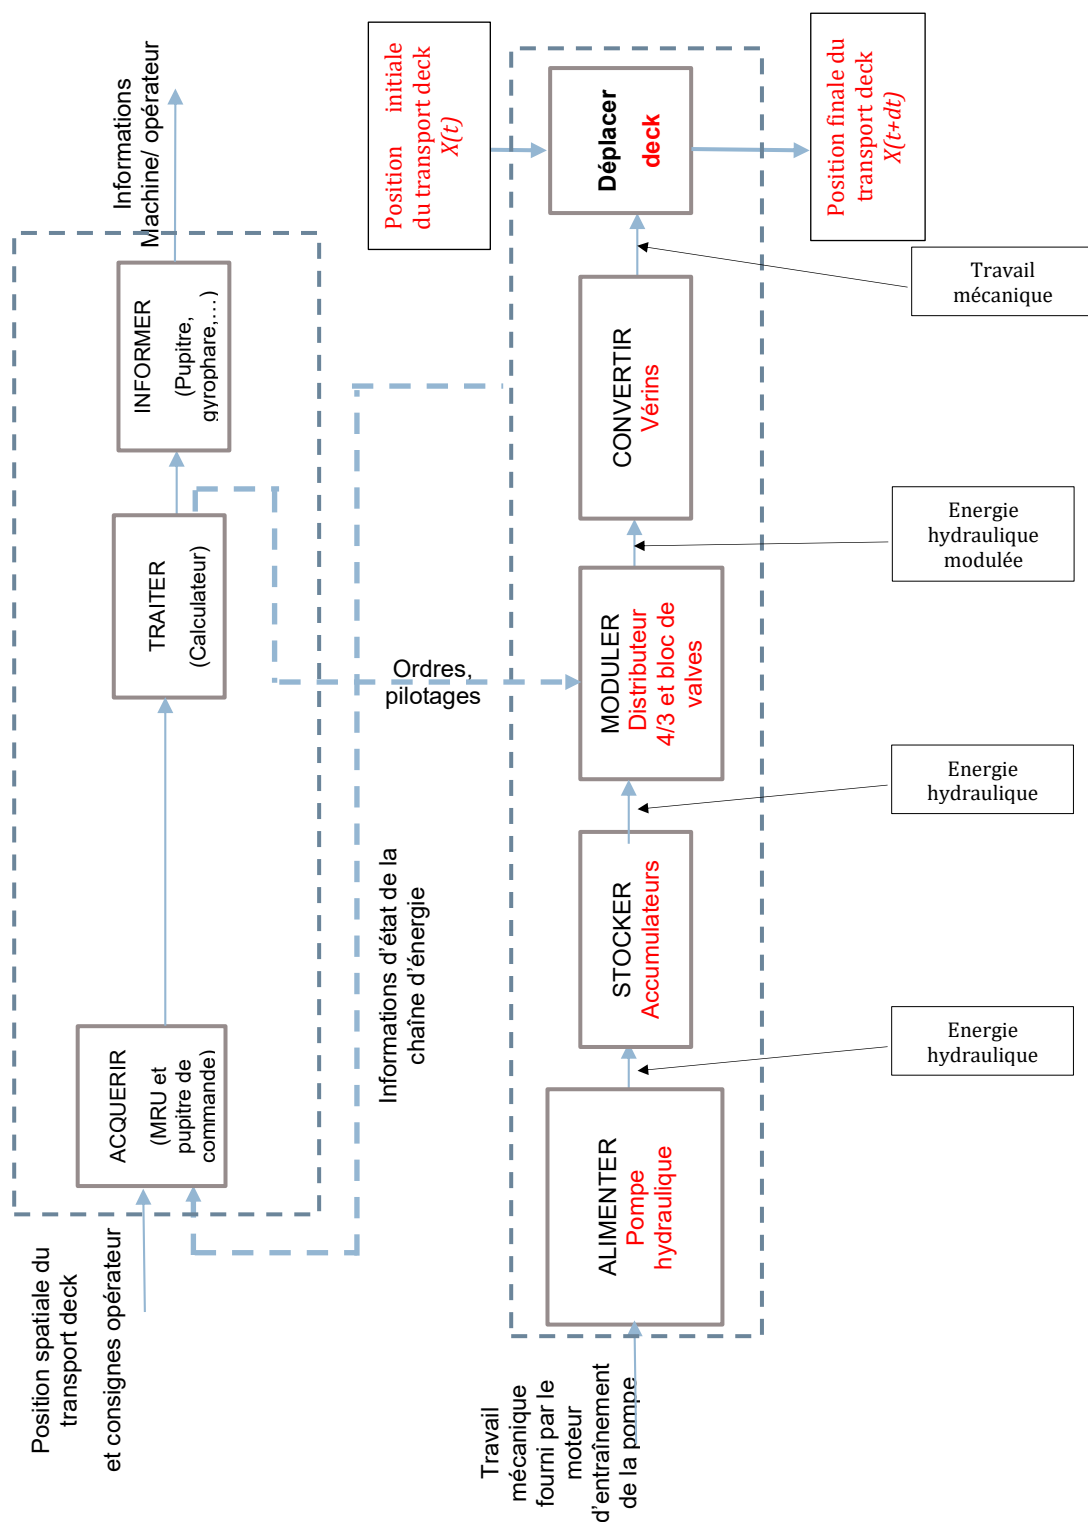 Position spatiale du
transport deck
et consignes opérateur
ACQUERIR
(MRU et
pupitre de
commande)
TRAITER
(Calculateur)
INFORMER
(Pupitre,
gyrophare,…)
Informations
Machine/ opérateur
Informations d’état de la
chaîne d’énergie
Ordres,
pilotages
Travail
mécanique
fourni par le
moteur
d’entraînement
de la pompe
ALIMENTER
Pompe
hydraulique
STOCKER
Accumulateurs
MODULER
Distributeur
4/3 et bloc de
valves
CONVERTIR
Vérins
Déplacer
deck
Position initiale
du transport deck
X(t)
Position finale du
transport deck
X(t+dt)
Energie
hydraulique
Energie
hydraulique
Energie
hydraulique
modulée
Travail
mécanique